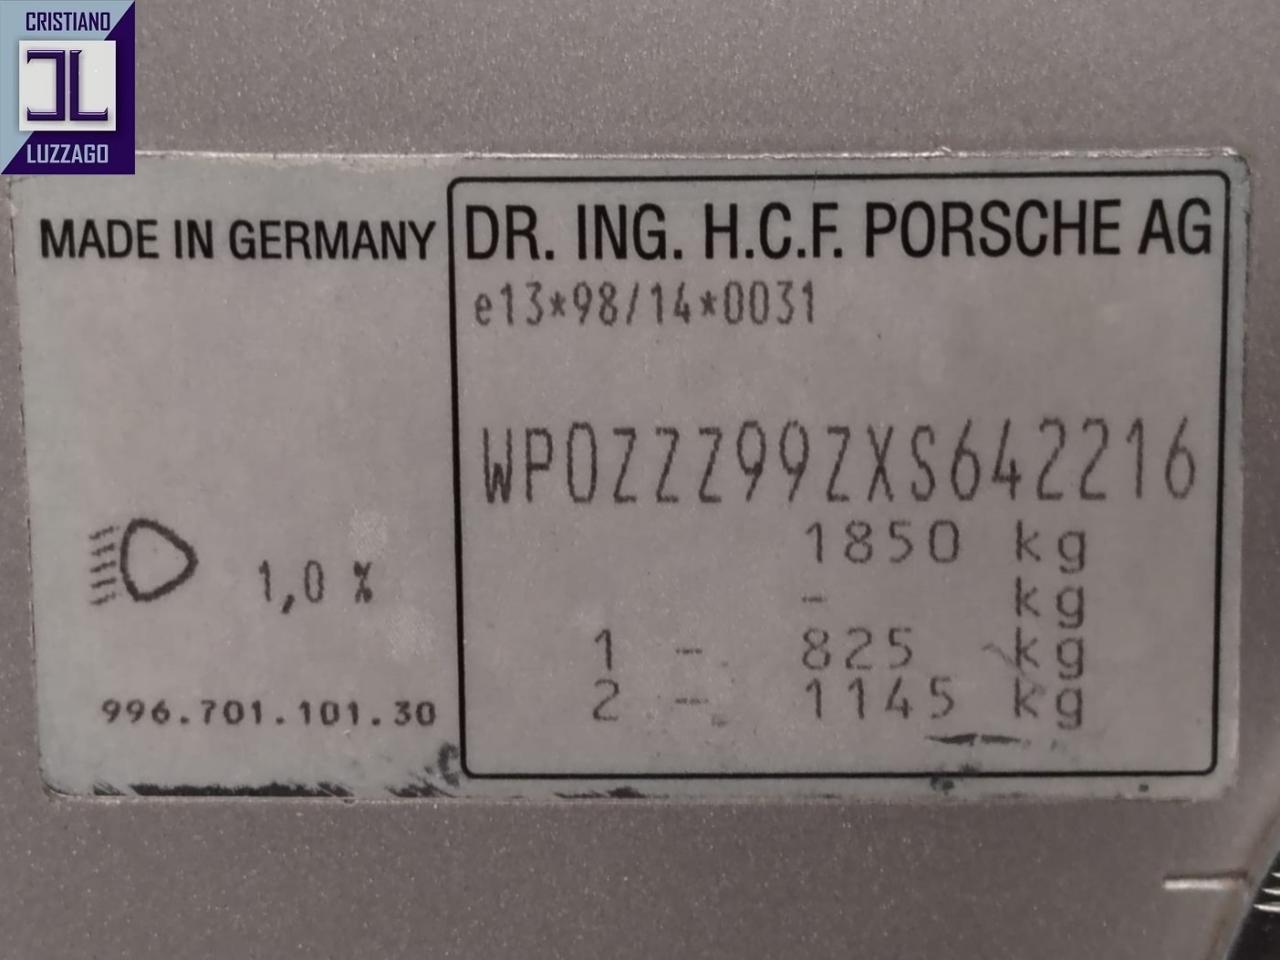 CRISTIANO
CL
LUZZAGO
MADE IN GERMANY
DR. ING. H.C.F. PORSCHE AG
e13*98/14*0031
WP0ZZZ99ZXS642216
1850 kg
- kg
1 - 825 kg
2 - 1145 kg
1,0 %
996.701.101.30